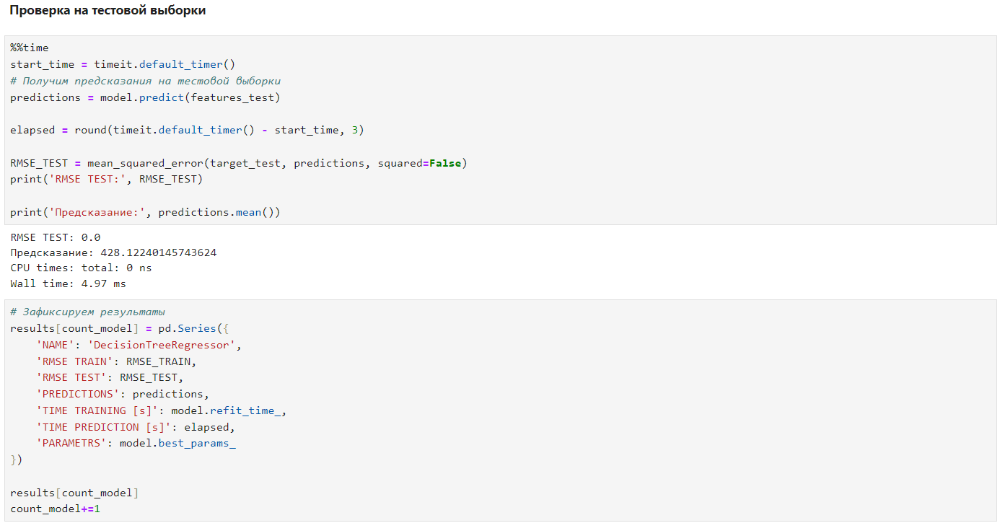 Проверка на тестовой выборки
%%time
start_time = timeit.default_timer()
# Получим предсказания на тестовой выборки
predictions = model.predict(features_test)
elapsed = round(timeit.default_timer() - start_time, 3)
RMSE_TEST = mean_squared_error(target_test, predictions, squared=False)
print('RMSE TEST:', RMSE_TEST)
print('Предсказание:', predictions.mean())
RMSE TEST: 0.0
Предсказание: 428.12240145743624
CPU times: total: 0 ns
Wall time: 4.97 ms
# Зафиксируем результаты
results[count_model] = pd.Series({
    'NAME': 'DecisionTreeRegressor',
    'RMSE TRAIN': RMSE_TRAIN,
    'RMSE TEST': RMSE_TEST,
    'PREDICTIONS': predictions,
    'TIME TRAINING [s]': model.refit_time_,
    'TIME PREDICTION [s]': elapsed,
    'PARAMETRS': model.best_params_
})
results[count_model]
count_model+=1